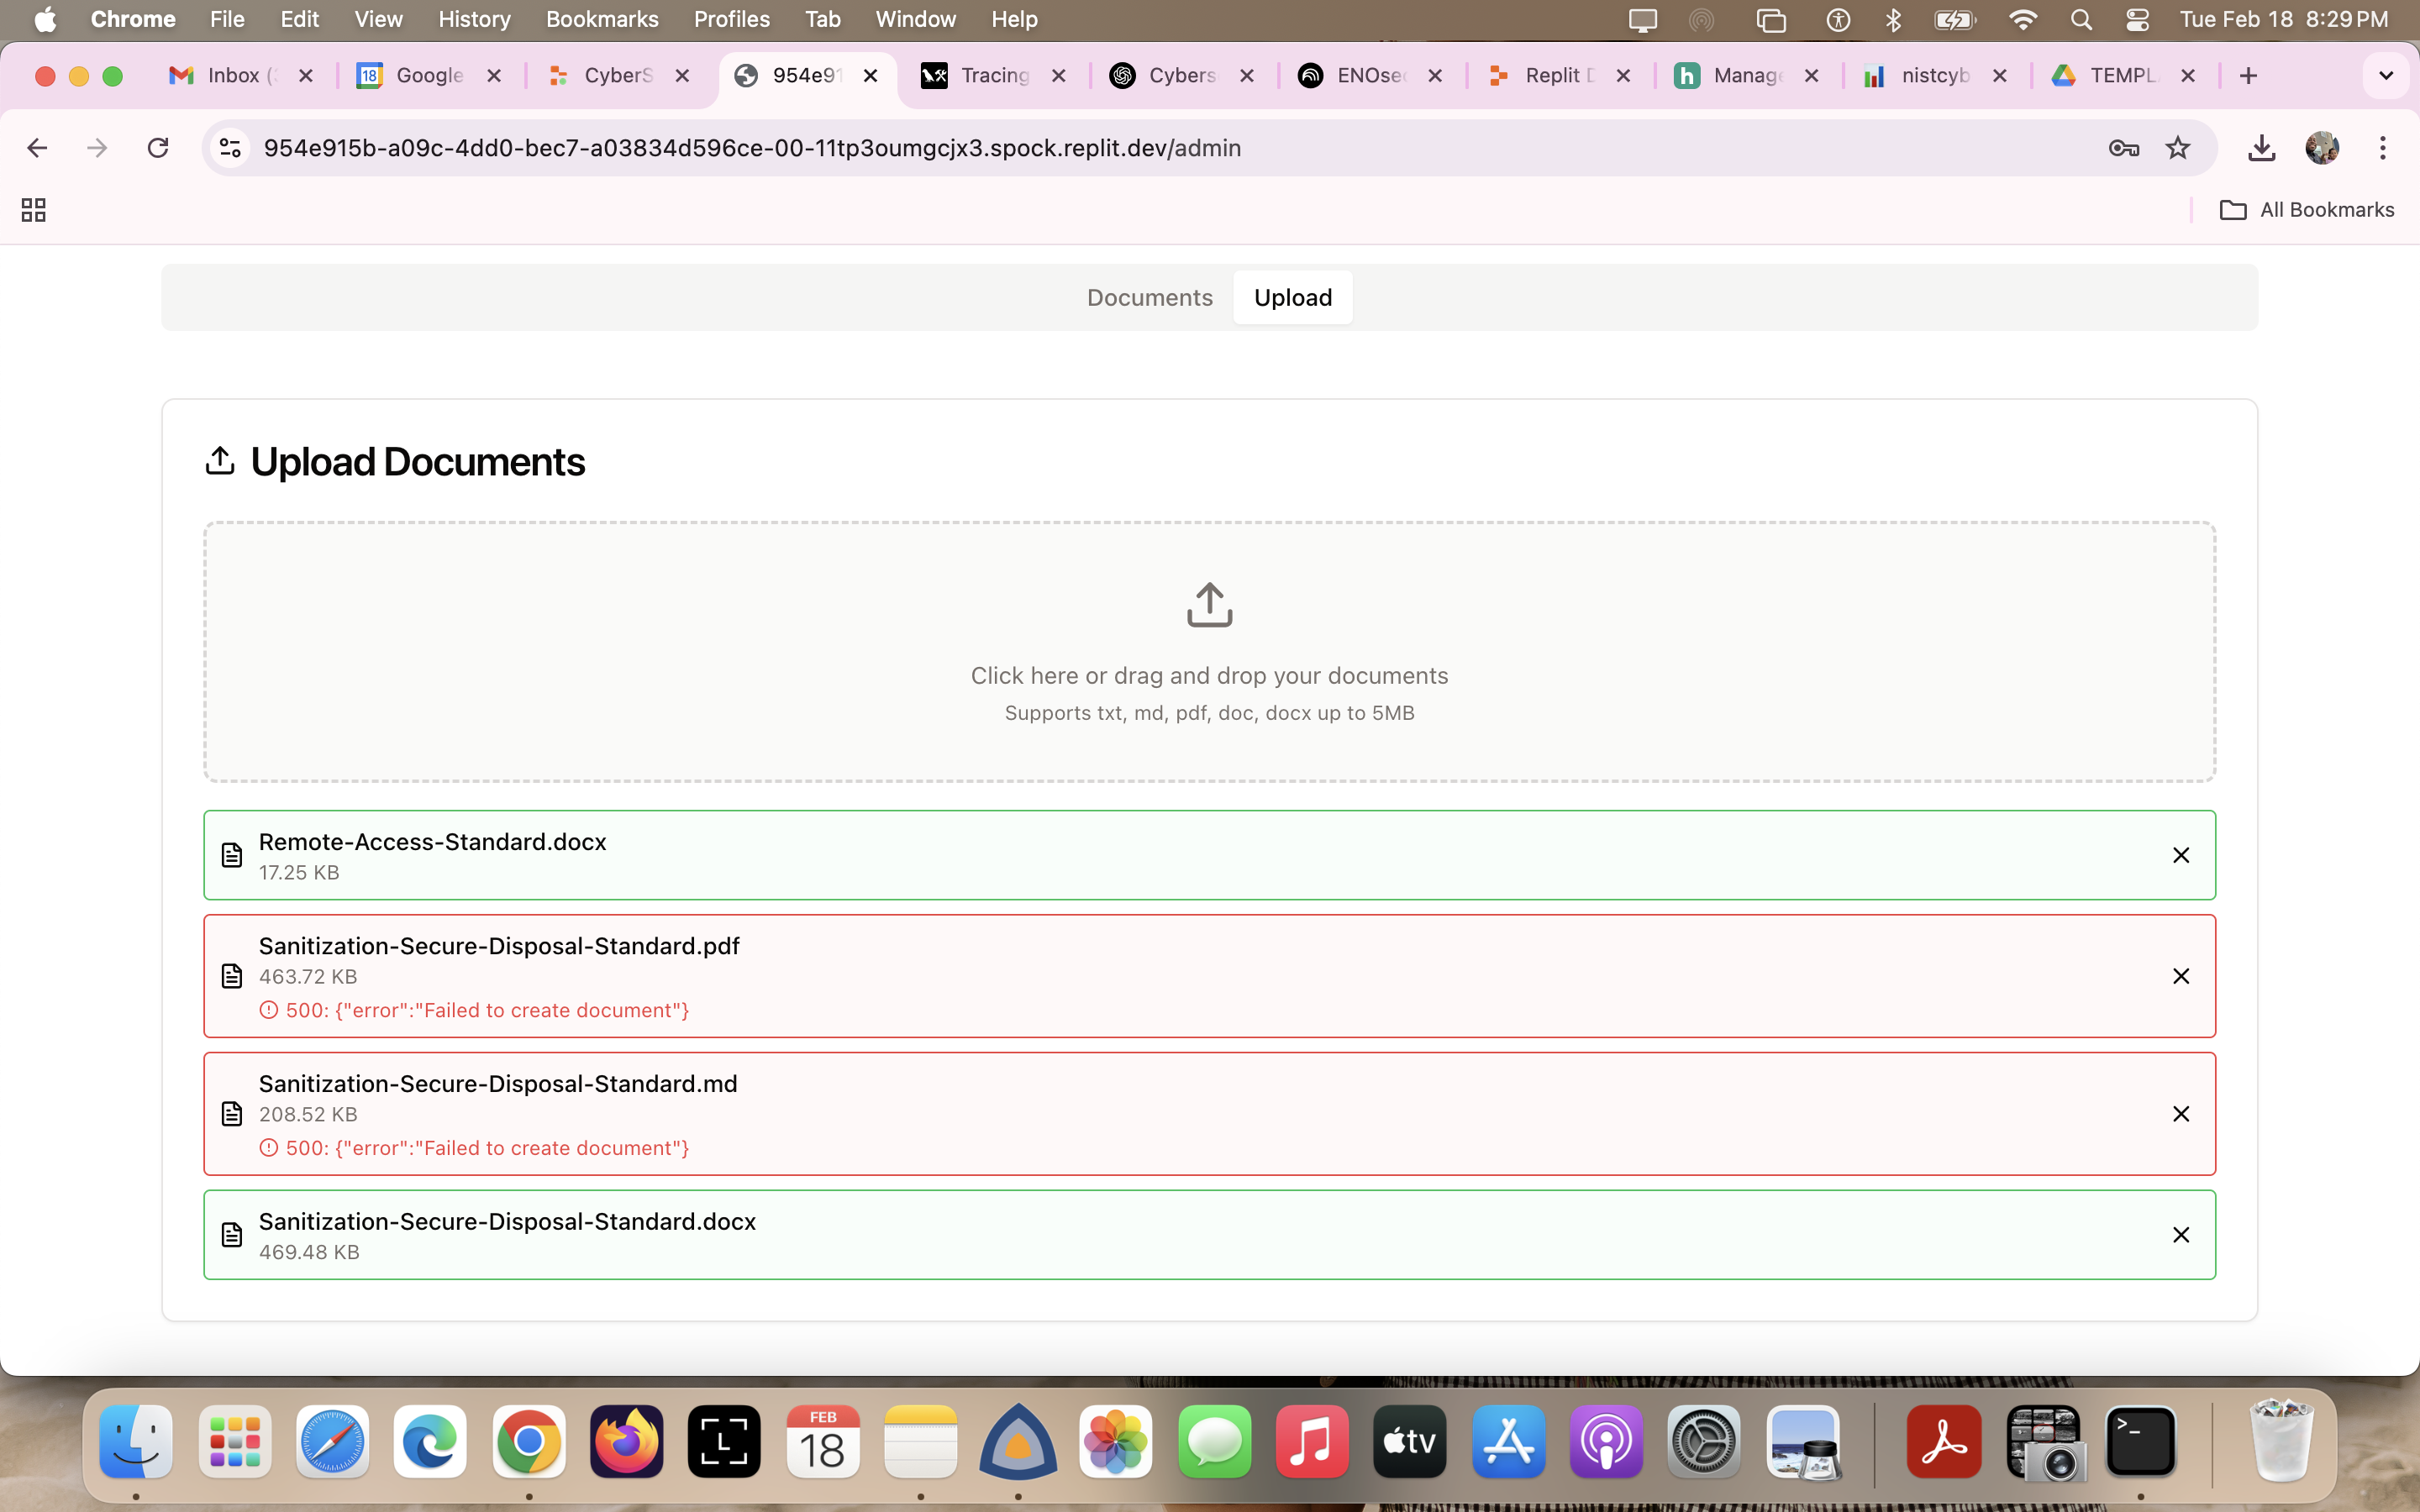 Chrome File Edit View History Bookmarks Profiles Tab Window Help Tue Feb 18 8:29 PM
Inbox ( 18 Google CyberS 954e91 Tracing Cybers ENOsec Replit D Manage nistcyb TEMPL
954e915b-a09c-4dd0-bec7-a03834d596ce-00-11tp3oumgcjx3.spock.replit.dev/admin
All Bookmarks
Documents Upload
Upload Documents
Click here or drag and drop your documents
Supports txt, md, pdf, doc, docx up to 5MB
Remote-Access-Standard.docx
17.25 KB
Sanitization-Secure-Disposal-Standard.pdf
463.72 KB
500: {"error":"Failed to create document"}
Sanitization-Secure-Disposal-Standard.md
208.52 KB
500: {"error":"Failed to create document"}
Sanitization-Secure-Disposal-Standard.docx
469.48 KB
L FEB tv >_
18